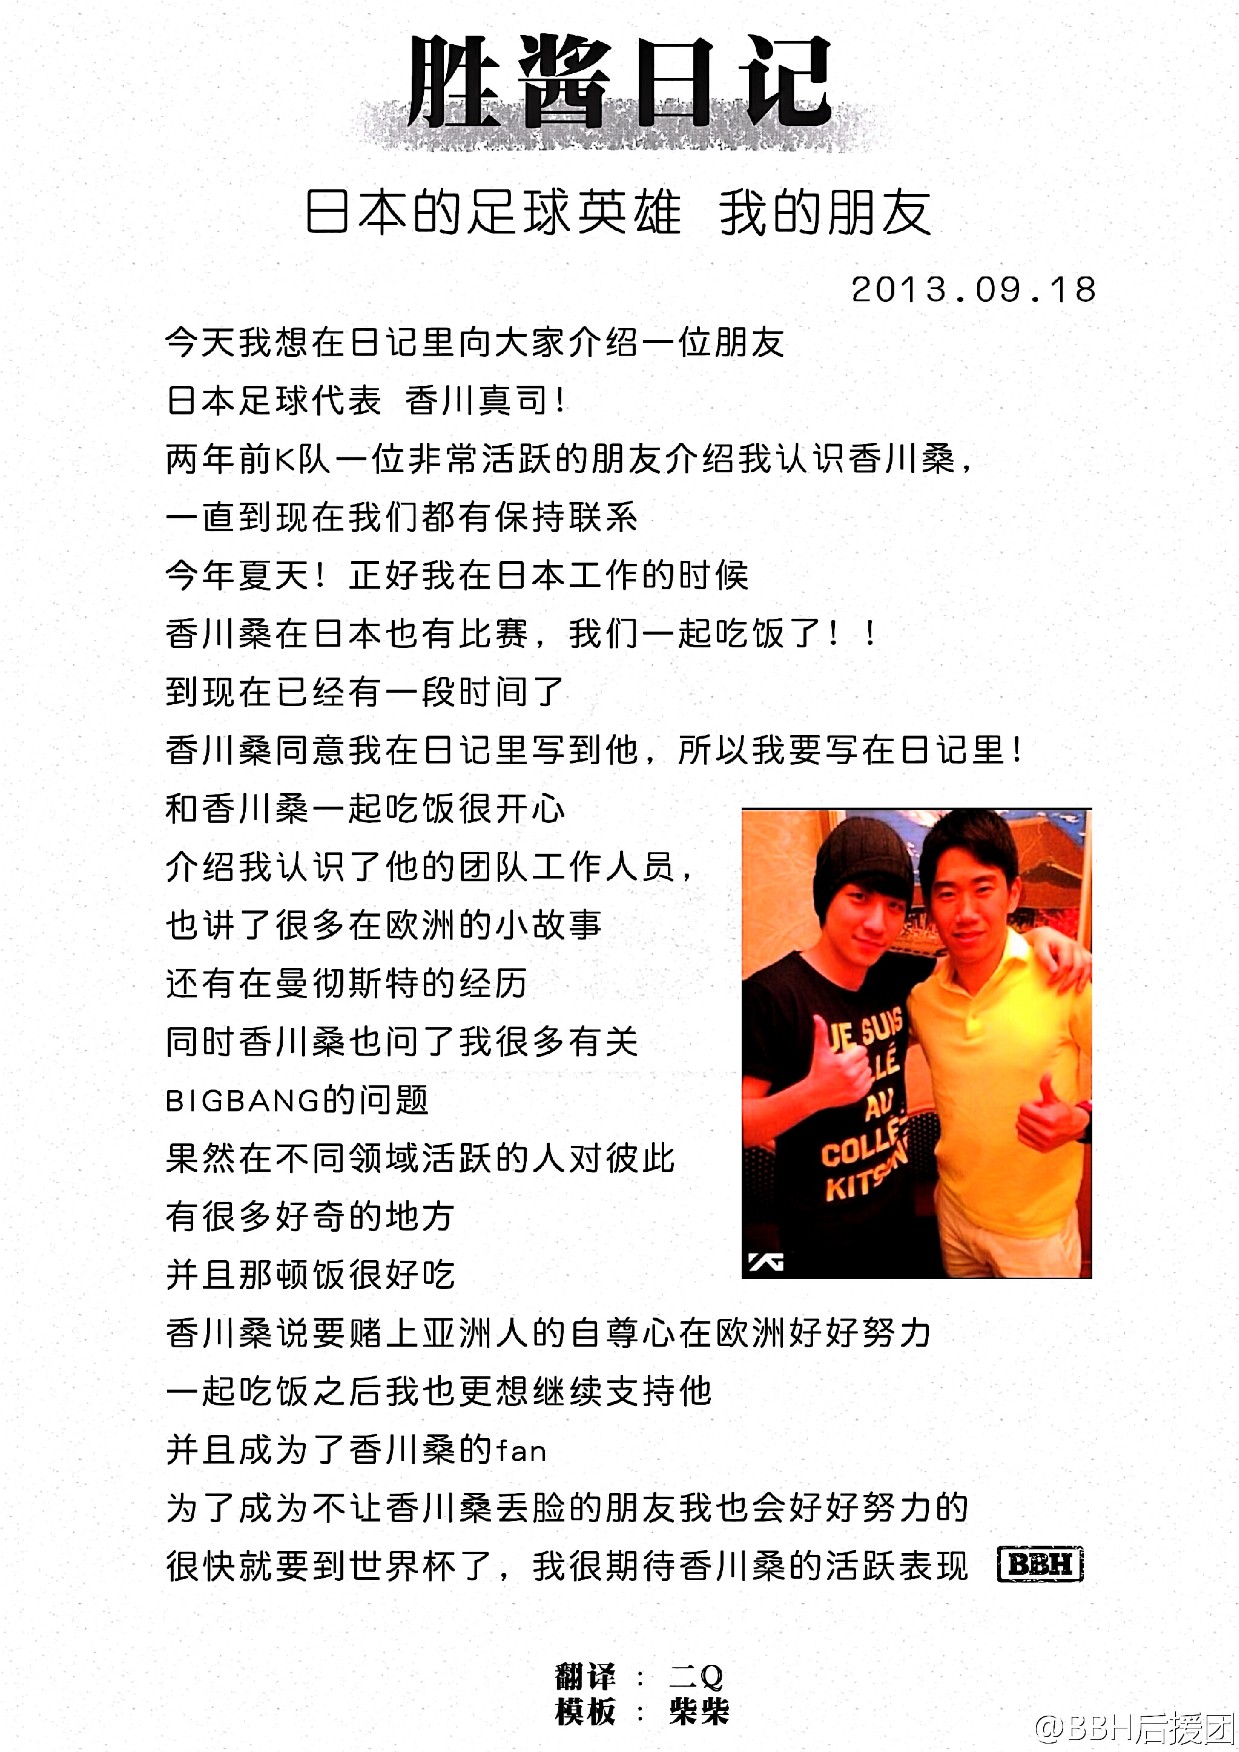 胜酱日记
日本的足球英雄 我的朋友
2013.09.18
今天我想在日记里向大家介绍一位朋友
日本足球代表 香川真司！
两年前K队一位非常活跃的朋友介绍我认识香川桑，
一直到现在我们都有保持联系
今年夏天！正好我在日本工作的时候
香川桑在日本也有比赛，我们一起吃饭了！！
到现在已经有一段时间了
香川桑同意我在日记里写到他，所以我要写在日记里！
和香川桑一起吃饭很开心
介绍我认识了他的团队工作人员，
也讲了很多在欧洲的小故事
还有在曼彻斯特的经历
同时香川桑也问了我很多有关
BIGBANG的问题
果然在不同领域活跃的人对彼此
有很多好奇的地方
并且那顿饭很好吃
JE SUIS
LLÉ
AU
COLLÉ
KITSON
YG
香川桑说要赌上亚洲人的自尊心在欧洲好好努力
一起吃饭之后我也更想继续支持他
并且成为了香川桑的fan
为了成为不让香川桑丢脸的朋友我也会好好努力的
很快就要到世界杯了，我很期待香川桑的活跃表现 BBH
翻译：二Q
模板：柴柴
@BBH后援团